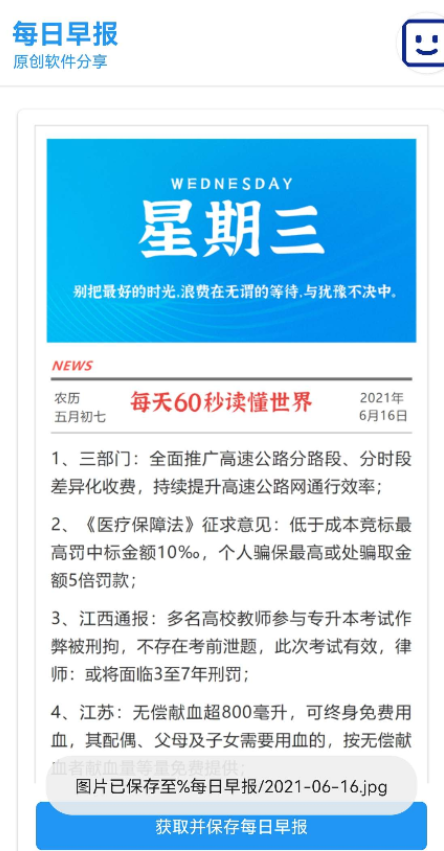 每日早报
原创软件分享
WEDNESDAY
星期三
别把最好的时光,浪费在无谓的等待,与犹豫不决中。
NEWS
农历
五月初七
每天60秒读懂世界
2021年
6月16日
1、三部门：全面推广高速公路分路段、分时段
差异化收费，持续提升高速公路网通行效率；
2、《医疗保障法》征求意见：低于成本竞标最
高罚中标金额10‰，个人骗保最高或处骗取金
额5倍罚款；
3、江西通报：多名高校教师参与专升本考试作
弊被刑拘，不存在考前泄题，此次考试有效，律
师：或将面临3至7年刑罚；
4、江苏：无偿献血超800毫升，可终身免费用
血，其配偶、父母及子女需要用血的，按无偿献
血者献血量等量免费提供；
图片已保存至%每日早报/2021-06-16.jpg
获取并保存每日早报